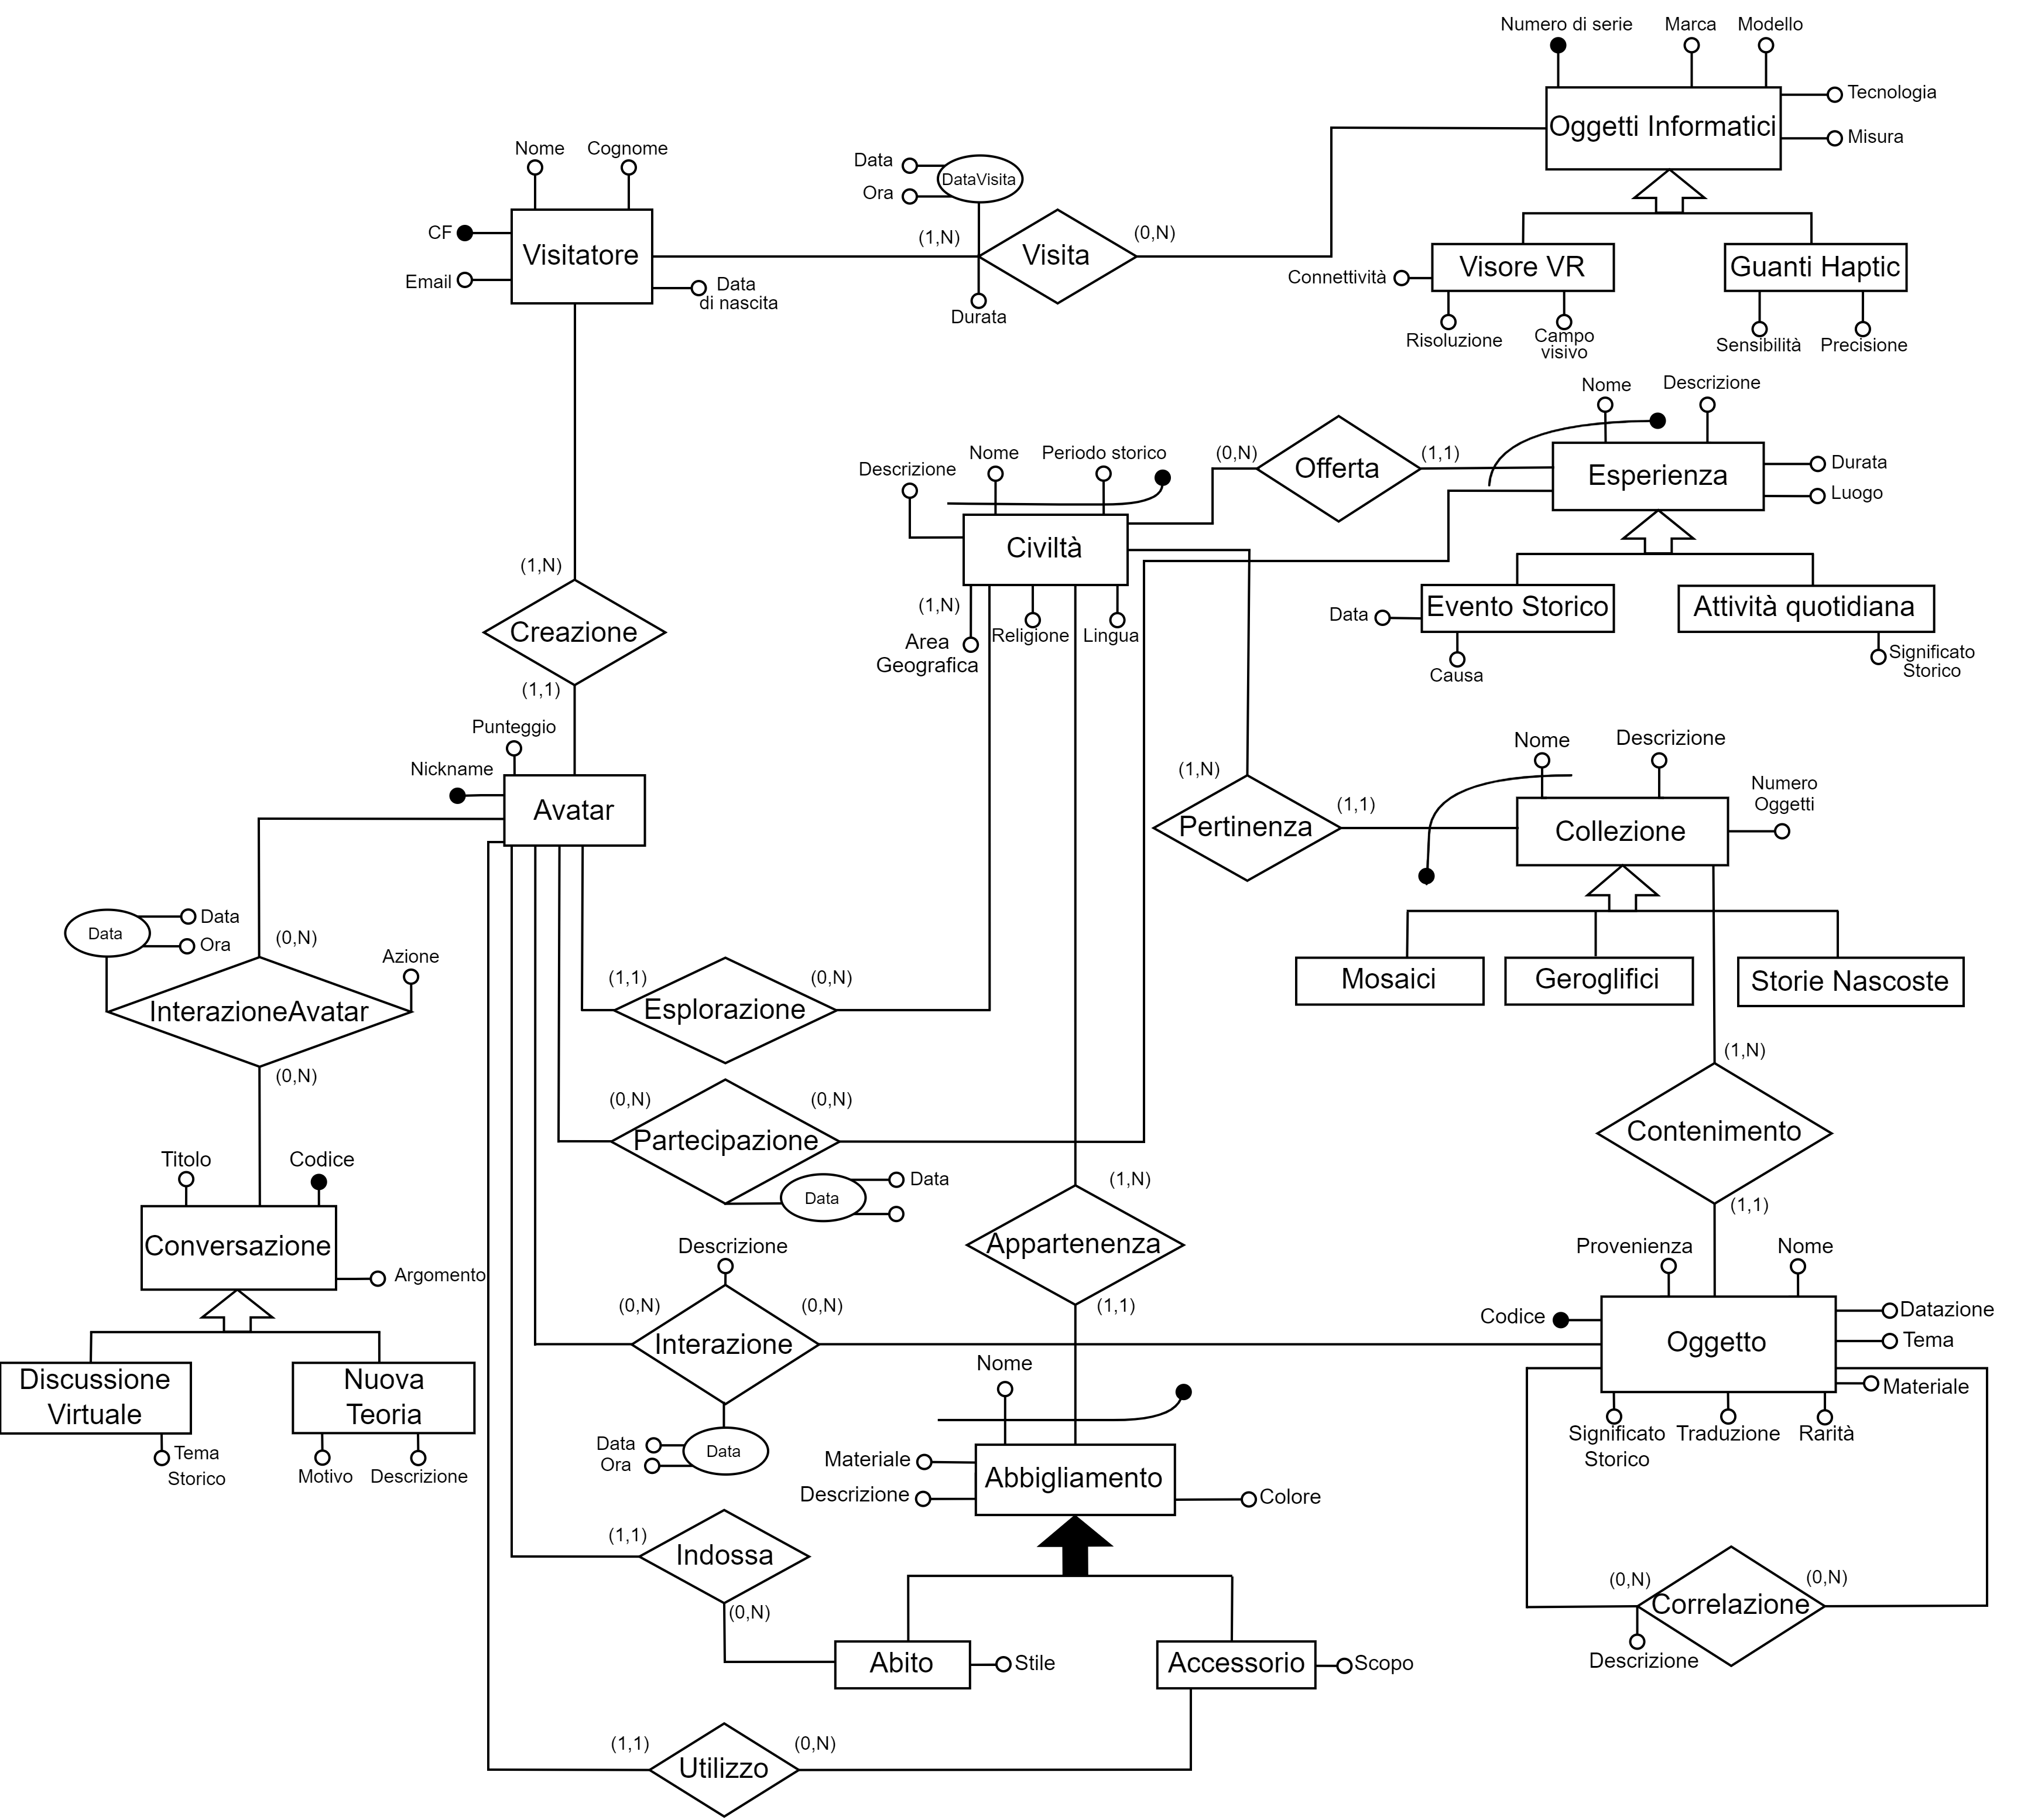 Numero di serie
Marca
Modello
Tecnologia
Oggetti Informatici
Misura
Nome
Cognome
Data
DataVisita
Ora
CF
Visitatore
(1,N)
Visita
(0,N)
Email
Data
di nascita
Durata
Visore VR
Guanti Haptic
Connettività
Risoluzione
Campo
visivo
Sensibilità
Precisione
Nome
Descrizione
Descrizione
Nome
Periodo storico
(0,N)
Offerta
(1,1)
Esperienza
Durata
Luogo
Civiltà
(1,N)
Area
Geografica
Religione
Lingua
Data
Evento Storico
Attività quotidiana
Causa
Significato
Storico
(1,N)
Creazione
(1,1)
Punteggio
Nickname
Avatar
(1,N)
Pertinenza
(1,1)
Nome
Descrizione
Numero
Oggetti
Collezione
Mosaici
Geroglifici
Storie Nascoste
Data
Data
Ora
(0,N)
Azione
InterazioneAvatar
(0,N)
(1,1)
Esplorazione
(0,N)
(0,N)
Partecipazione
(0,N)
Data
Data
(1,N)
Contenimento
(1,1)
Titolo
Codice
Conversazione
Argomento
Discussione
Virtuale
Nuova
Teoria
Tema
Storico
Motivo
Descrizione
(1,N)
Appartenenza
(1,1)
Descrizione
(0,N)
Interazione
(0,N)
Data
Ora
Data
Provenienza
Nome
Codice
Oggetto
Datazione
Tema
Materiale
Significato
Storico
Traduzione
Rarità
Nome
Materiale
Descrizione
Abbigliamento
Colore
(1,1)
Indossa
(0,N)
Abito
Stile
Accessorio
Scopo
(0,N)
Correlazione
(0,N)
Descrizione
(1,1)
Utilizzo
(0,N)